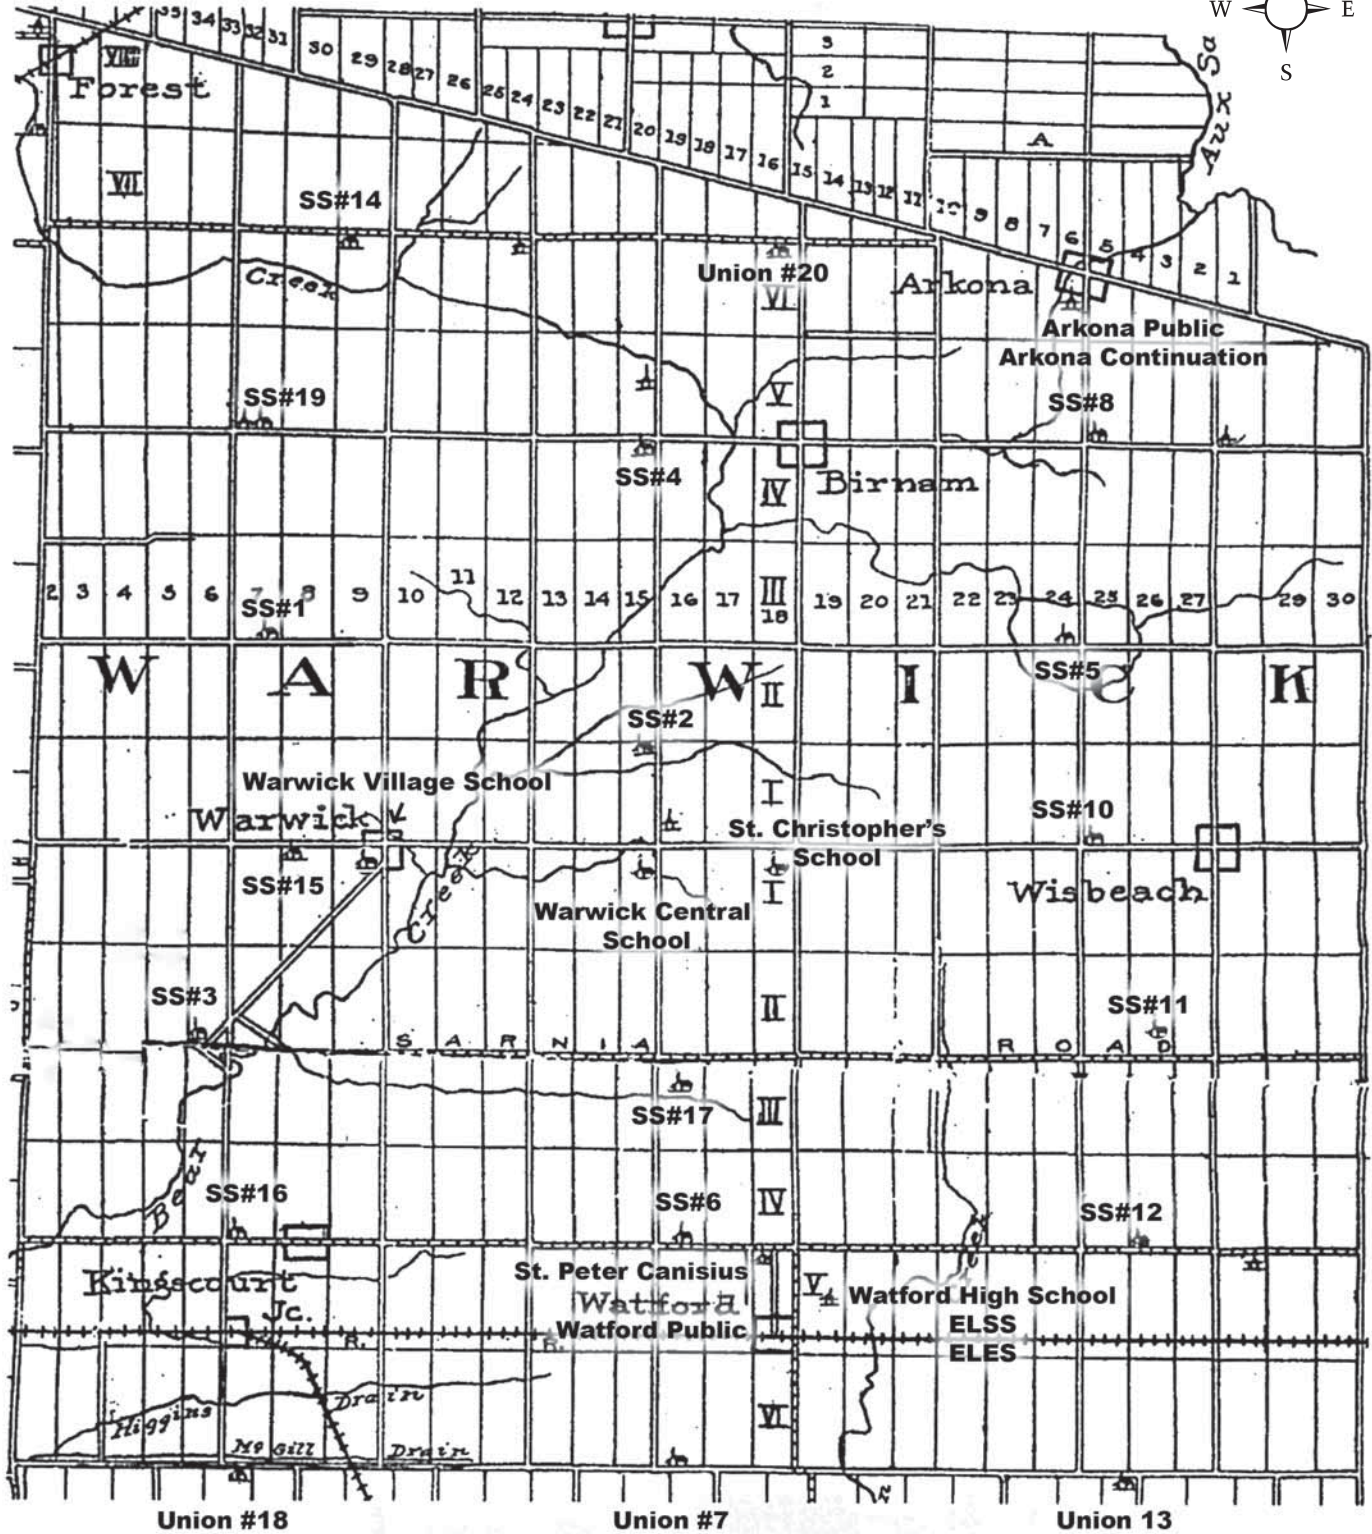 W E
S
Aux Sa
35 34 33 32 31 30 29 28 27 26 25 24 23 22 21 20 19 18 17 16 15 14 13 12 11 10 9 8 7 6 5 4 3 2 1
3
2
1
A
VIII
Forest
VII
SS#14
Creek
Union #20
VI
Arkona
Arkona Public
Arkona Continuation
SS#19
V
SS#8
SS#4
IV
Birnam
III
2 3 4 5 6 7 8 9 10 11 12 13 14 15 16 17 18 19 20 21 22 23 24 25 26 27 29 30
SS#1
WARWICK
SS#5
II
SS#2
Warwick Village School
I
Warwick
SS#10
St. Christopher's
School
SS#15
I
Wisbeach
Creek
Warwick Central
School
SS#3
II
SS#11
SARNIA ROAD
SS#17
III
Bear
SS#16
SS#6
IV
SS#12
Kingscourt
St. Peter Canisius
Watford
V
Watford High School
Jc.
Watford Public
ELSS
R. R.
ELES
Higgins Drain
VI
McGill Drain
Union #18
Union #7
Union 13